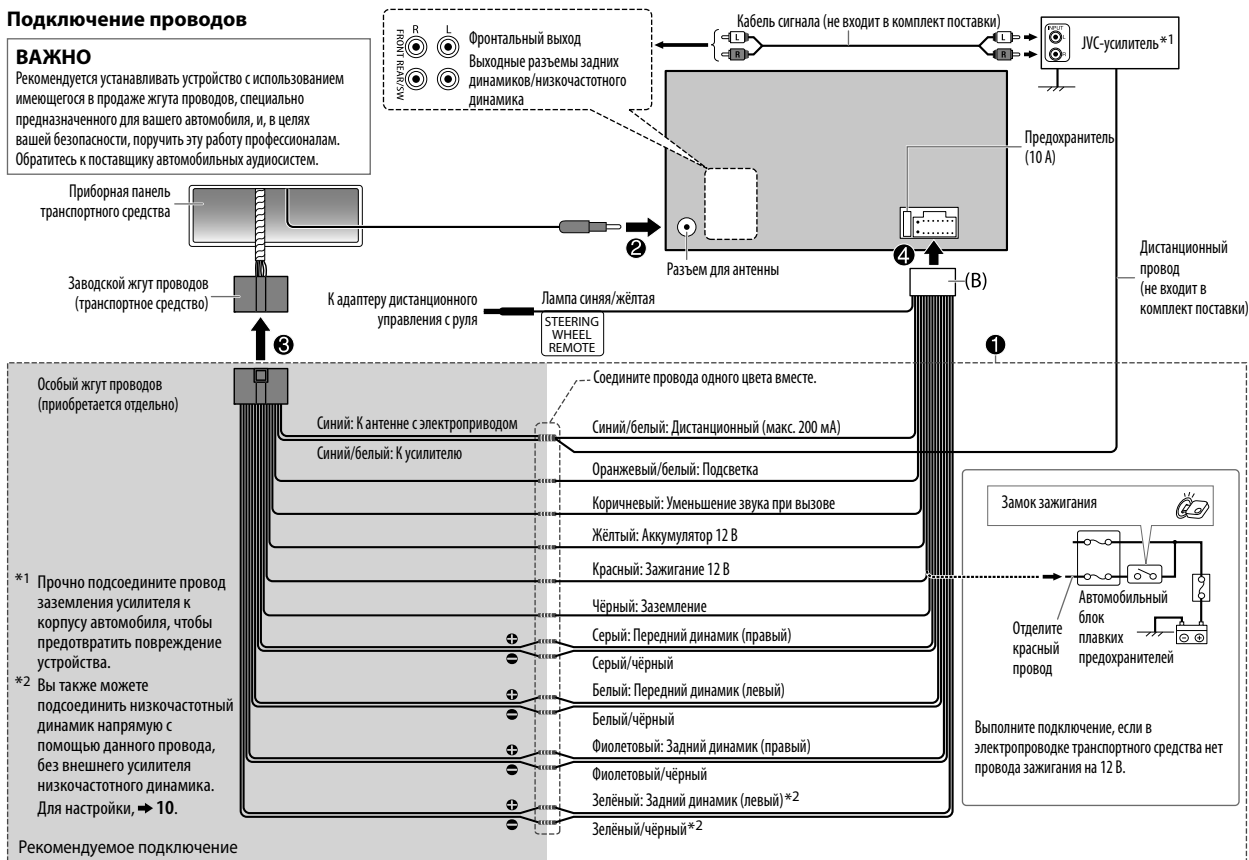 Подключение проводов
ВАЖНО
Рекомендуется устанавливать устройство с использованием
имеющегося в продаже жгута проводов, специально
предназначенного для вашего автомобиля, и, в целях
вашей безопасности, поручить эту работу профессионалам.
Обратитесь к поставщику автомобильных аудиосистем.
R L
FRONT
REAR/SW
Фронтальный выход
Выходные разъемы задних
динамиков/низкочастотного
динамика
Кабель сигнала (не входит в комплект поставки)
L
R
L
R
INPUT
L
R
JVC-усилитель*1
Предохранитель
(10 А)
Приборная панель
транспортного средства
2
Разъем для антенны
4
Дистанционный
провод
(не входит в
комплект поставки)
Заводской жгут проводов
(транспортное средство)
3
К адаптеру дистанционного
управления с руля
Лампа синяя/жёлтая
STEERING
WHEEL
REMOTE
(B)
1
Особый жгут проводов
(приобретается отдельно)
Соедините провода одного цвета вместе.
Синий: К антенне с электроприводом
Синий/белый: К усилителю
Синий/белый: Дистанционный (макс. 200 мА)
Оранжевый/белый: Подсветка
Коричневый: Уменьшение звука при вызове
Жёлтый: Аккумулятор 12 В
Красный: Зажигание 12 В
Чёрный: Заземление
Серый: Передний динамик (правый)
Серый/чёрный
Белый: Передний динамик (левый)
Белый/чёрный
Фиолетовый: Задний динамик (правый)
Фиолетовый/чёрный
Зелёный: Задний динамик (левый)*2
Зелёный/чёрный*2
Замок зажигания
Автомобильный
блок
плавких
предохранителей
Отделите
красный
провод
Выполните подключение, если в
электропроводке транспортного средства нет
провода зажигания на 12 В.
*1 Прочно подсоедините провод
заземления усилителя к
корпусу автомобиля, чтобы
предотвратить повреждение
устройства.
*2 Вы также можете
подсоединить низкочастотный
динамик напрямую с
помощью данного провода,
без внешнего усилителя
низкочастотного динамика.
Для настройки, ➜ 10.
Рекомендуемое подключение